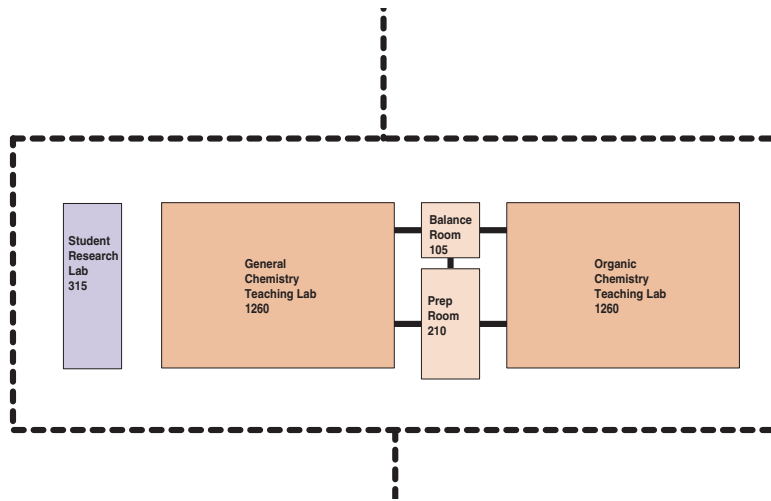 Student
Research
Lab
315
General
Chemistry
Teaching Lab
1260
Balance
Room
105
Prep
Room
210
Organic
Chemistry
Teaching Lab
1260